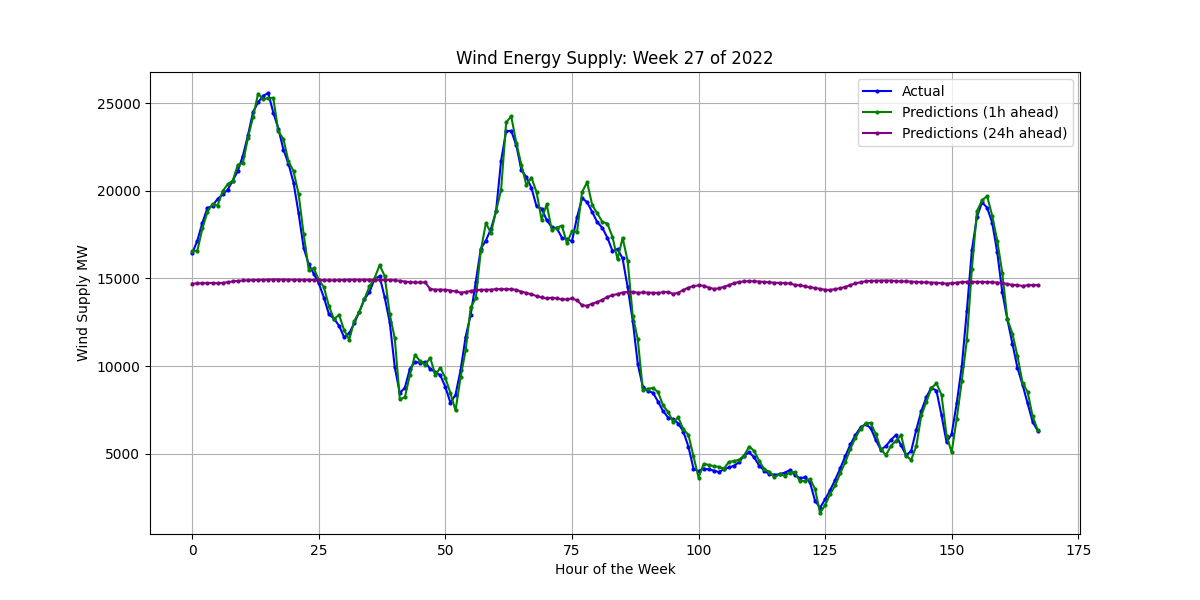 Wind Energy Supply: Week 27 of 2022
Actual
Predictions (1h ahead)
Predictions (24h ahead)
Wind Supply MW
25000
20000
15000
10000
5000
0 25 50 75 100 125 150 175
Hour of the Week